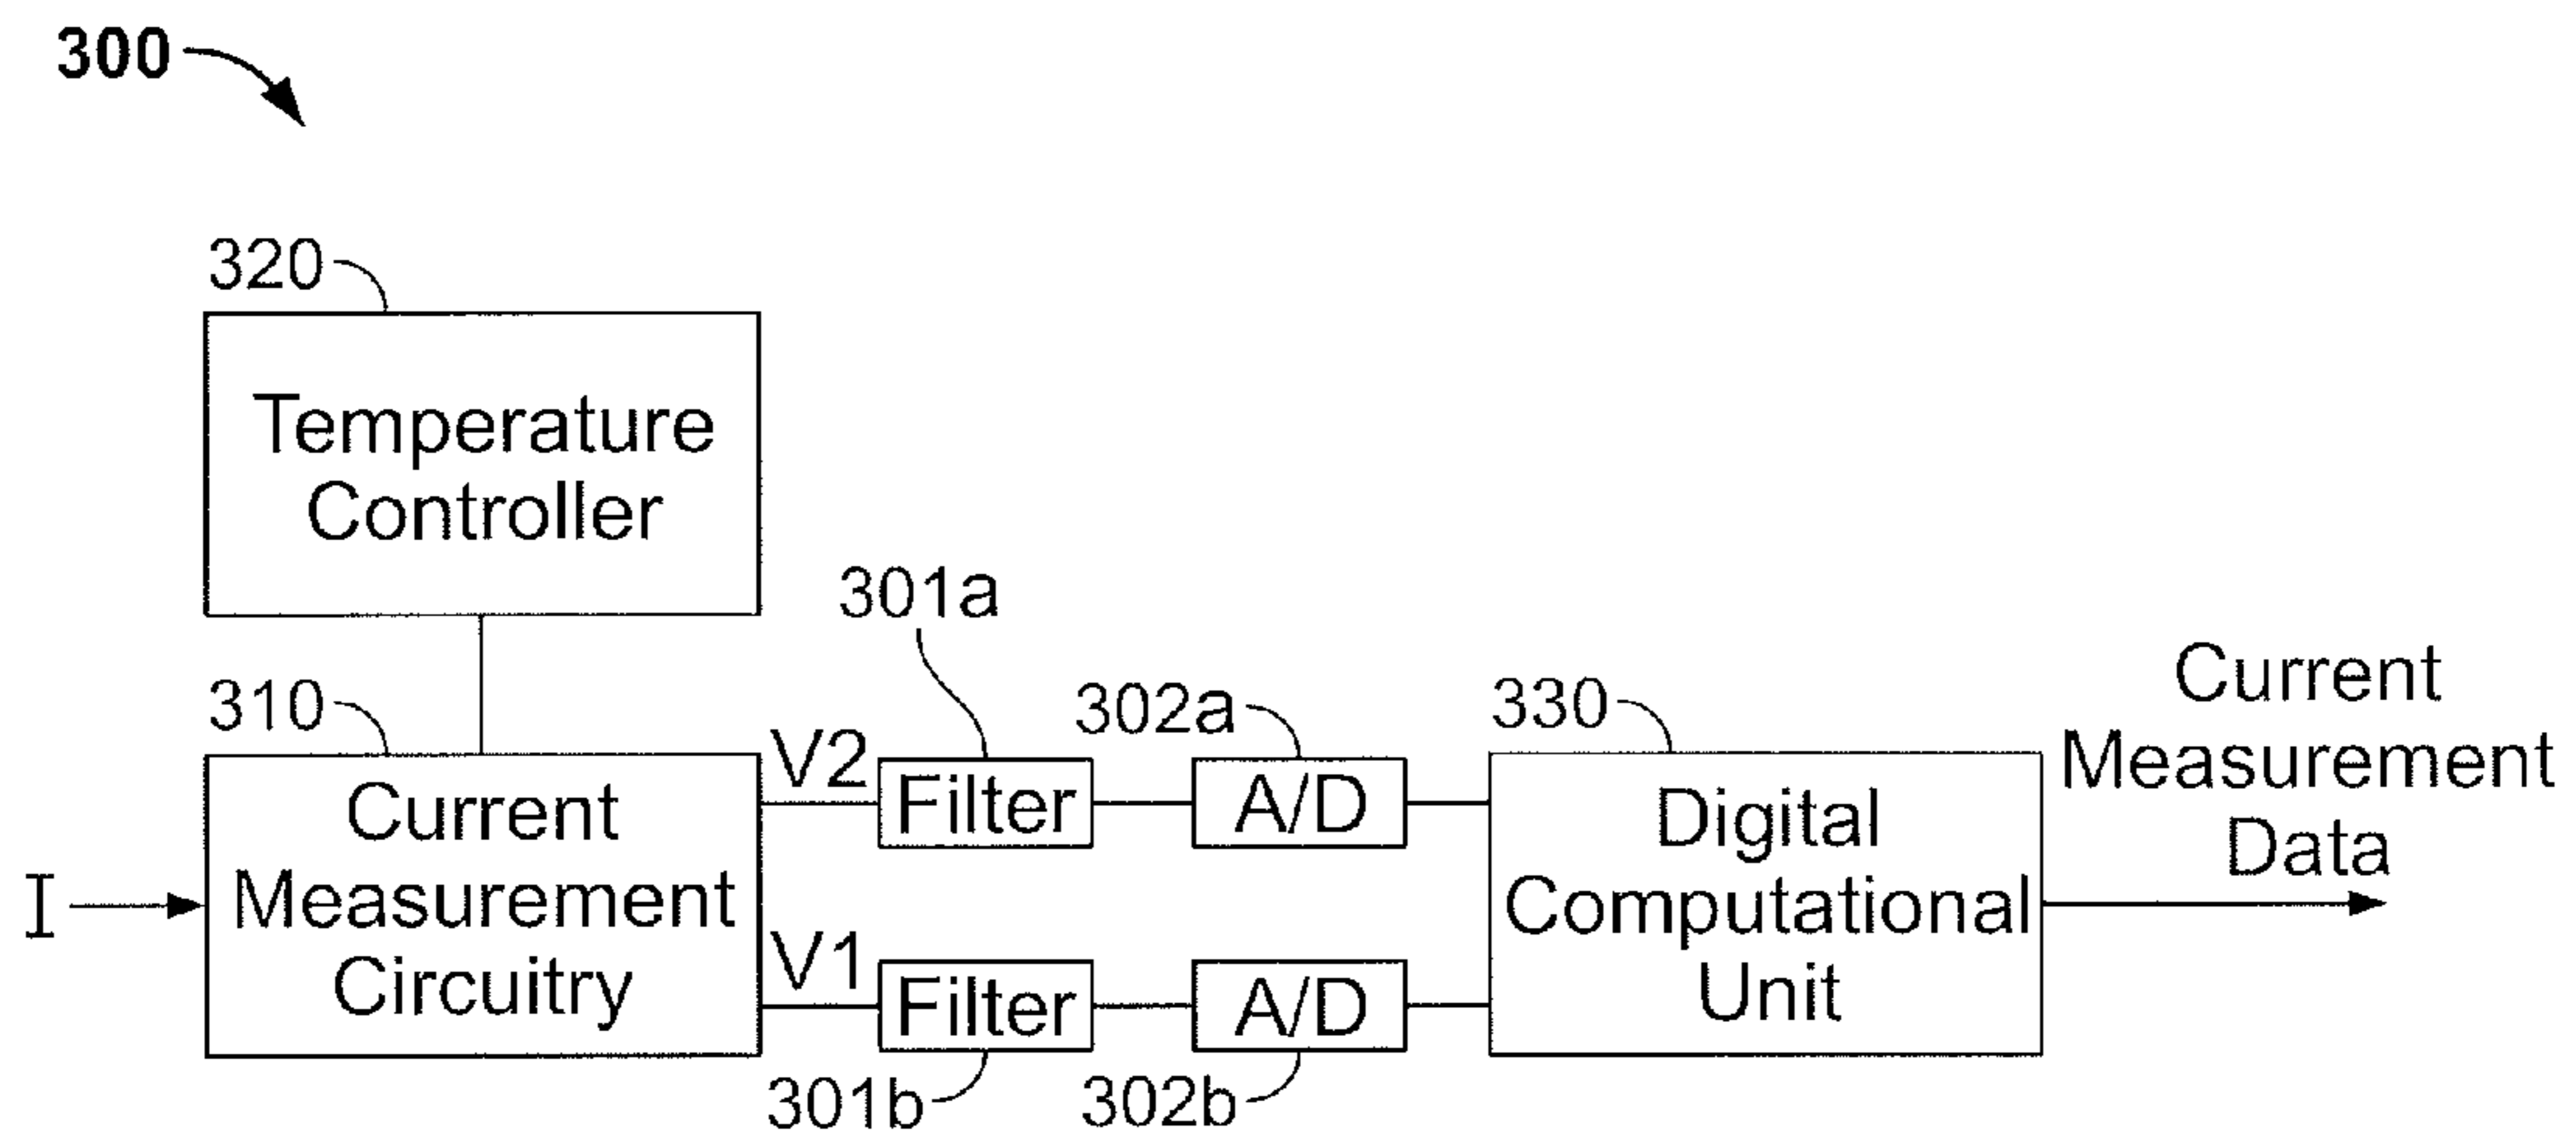 300
320
Temperature
Controller
301a
310
302a
330
Current
Measurement
Data
V2
Filter
A/D
Current
Measurement
Circuitry
I
Digital
Computational
Unit
V1
Filter
A/D
301b
302b